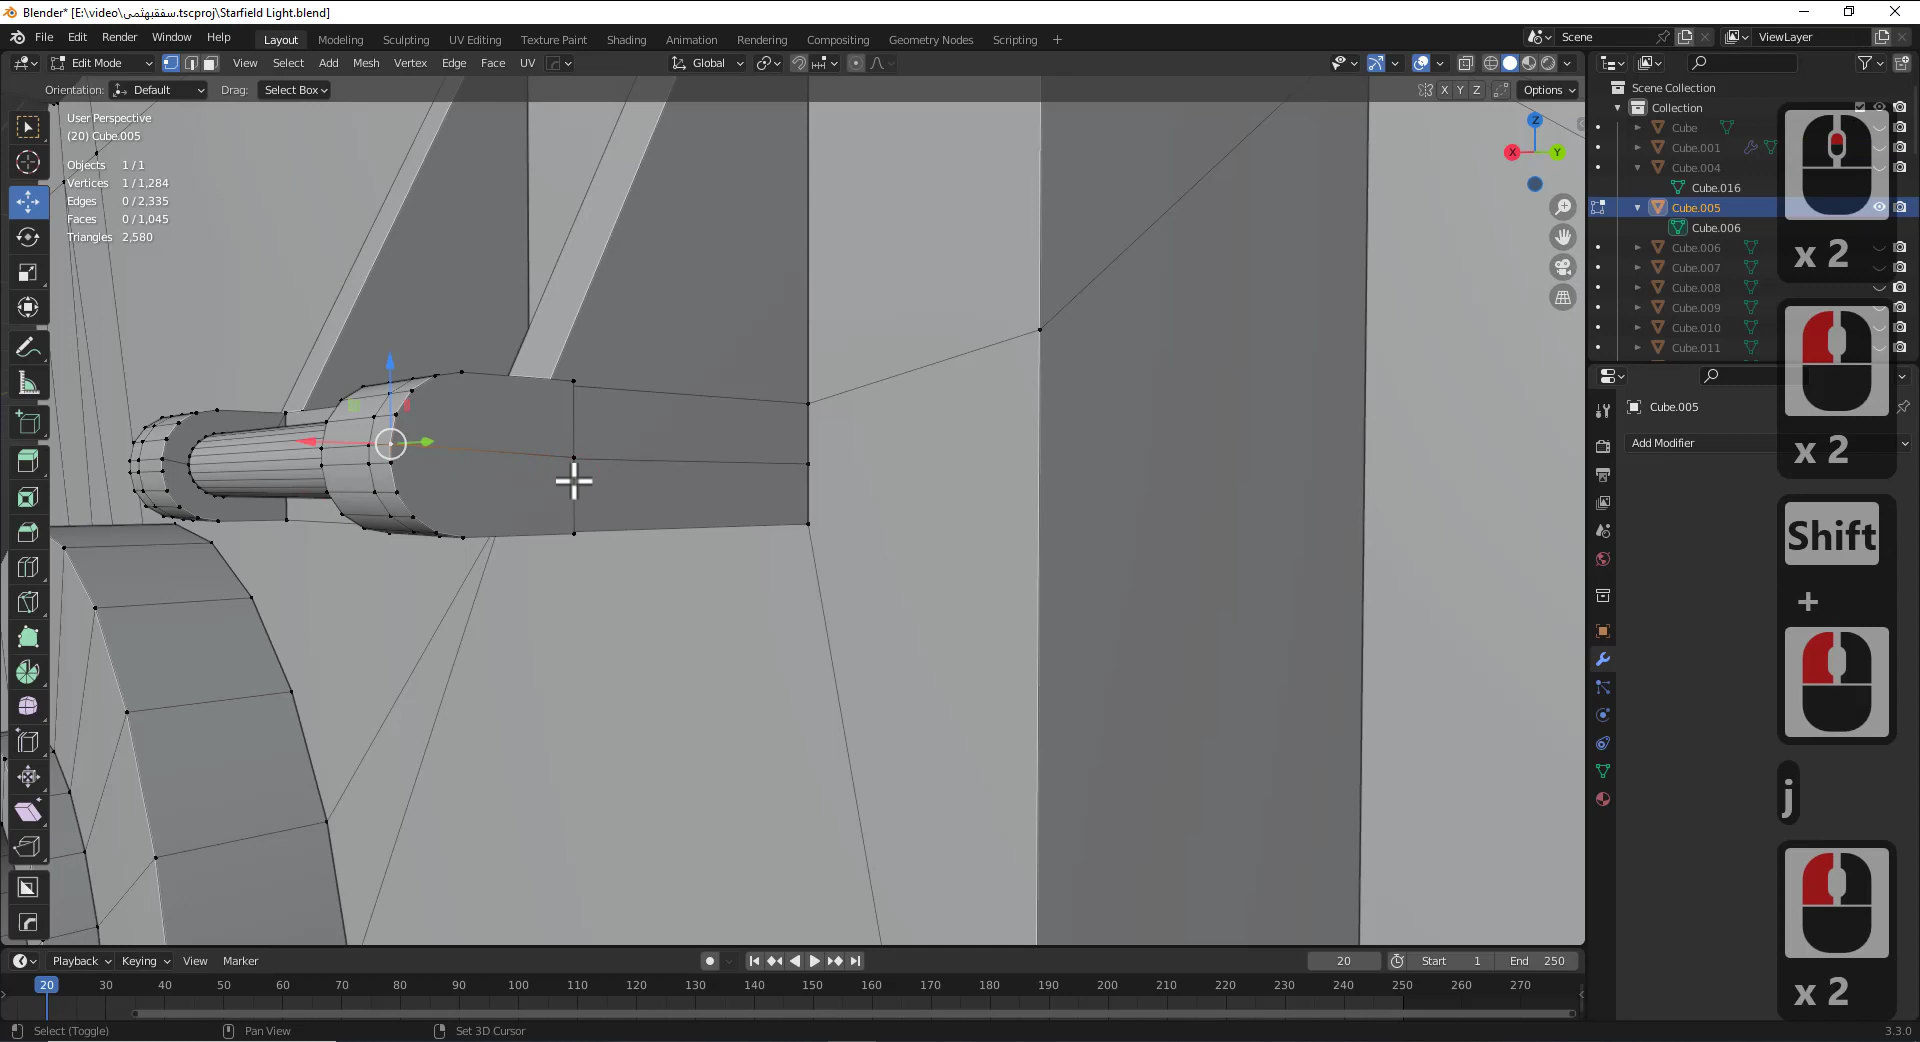 Blender* [E:\video\سفقبهثمی.tscproj\Starfield Light.blend]
File Edit Render Window Help Layout Modeling Sculpting UV Editing Texture Paint Shading Animation Rendering Compositing Geometry Nodes Scripting + Scene ViewLayer
Edit Mode View Select Add Mesh Vertex Edge Face UV Global
Orientation: Default Drag: Select Box X Y Z Options
Scene Collection
Collection
Cube
Cube.001
Cube.004
Cube.016
Cube.005
Cube.006
Cube.006
Cube.007
Cube.008
Cube.009
Cube.010
Cube.011
User Perspective
(20) Cube.005
Objects 1 / 1
Vertices 1 / 1,284
Edges 0 / 2,335
Faces 0 / 1,045
Triangles 2,580
Z
X Y
Cube.005
Add Modifier
x 2
x 2
Shift
+
j
x 2
Playback Keying View Marker 20 Start 1 End 250
20 30 40 50 60 70 80 90 100 110 120 130 140 150 160 170 180 190 200 210 220 230 240 250 260 270
Select (Toggle) Pan View Set 3D Cursor 3.3.0